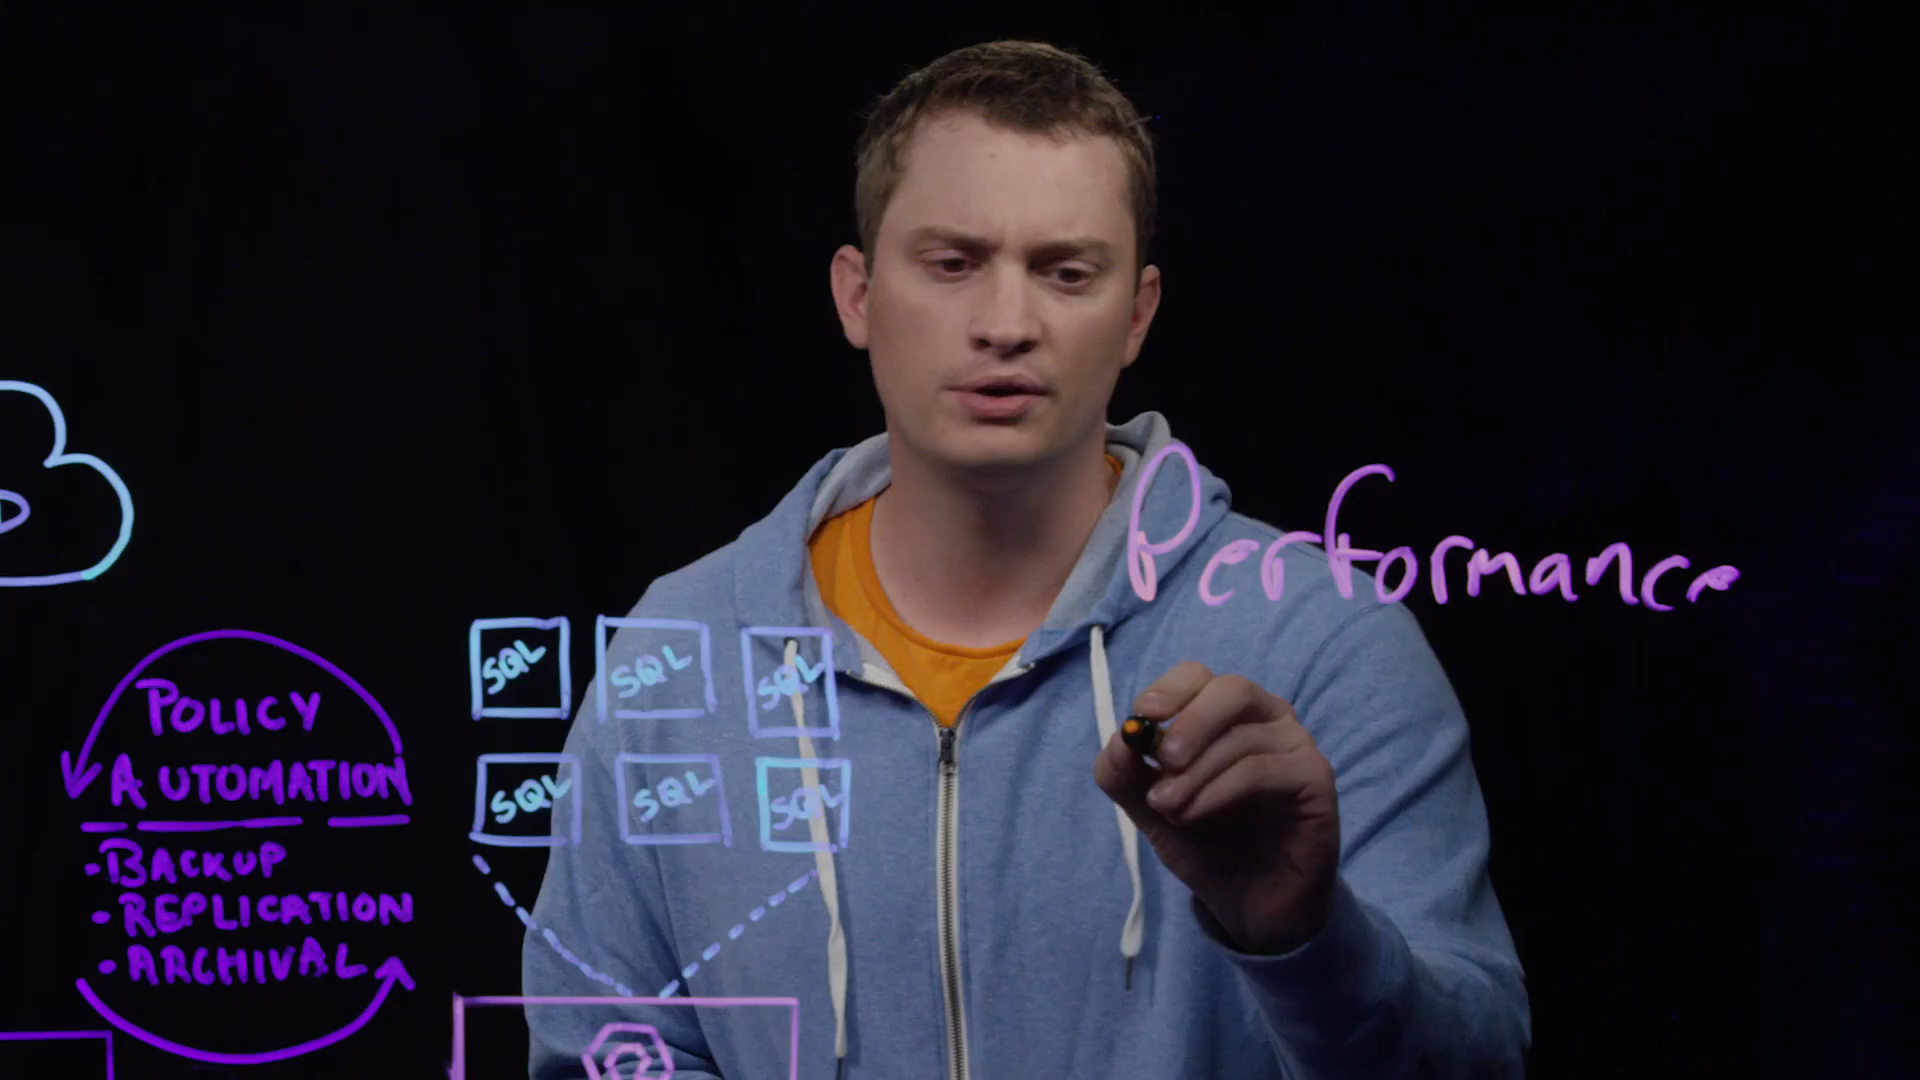 Performance
SQL SQL SQL
SQL SQL SQL
POLICY
AUTOMATION
- BACKUP
- REPLICATION
- ARCHIVAL